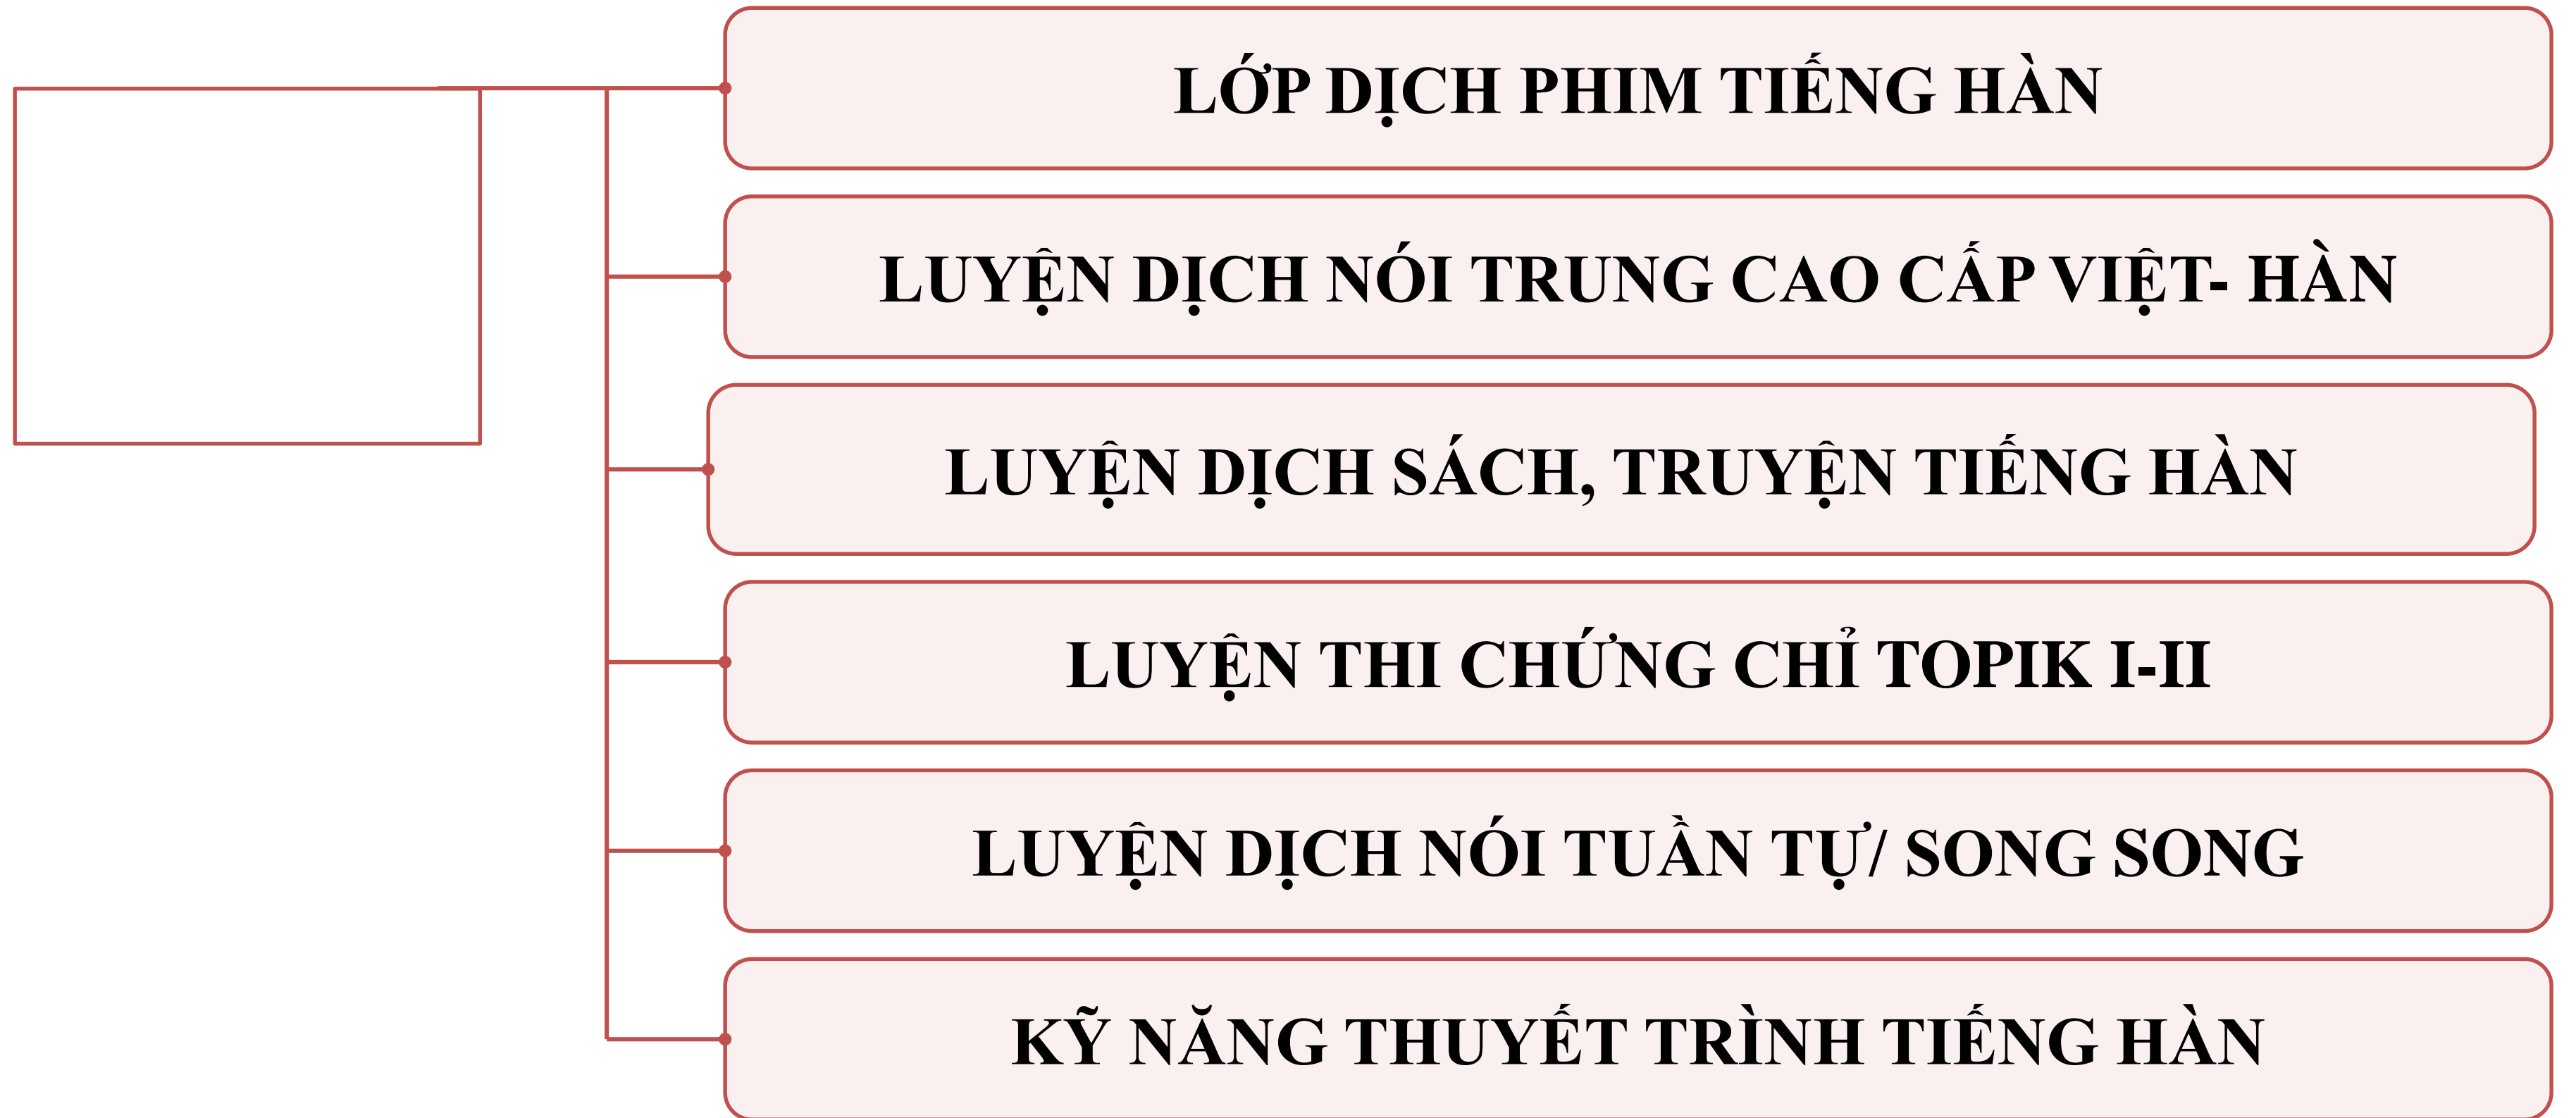 LỚP DỊCH PHIM TIẾNG HÀN
LUYỆN DỊCH NÓI TRUNG CAO CẤP VIỆT- HÀN
LUYỆN DỊCH SÁCH, TRUYỆN TIẾNG HÀN
LUYỆN THI CHỨNG CHỈ TOPIK I-II
LUYỆN DỊCH NÓI TUẦN TỰ/ SONG SONG
KỸ NĂNG THUYẾT TRÌNH TIẾNG HÀN